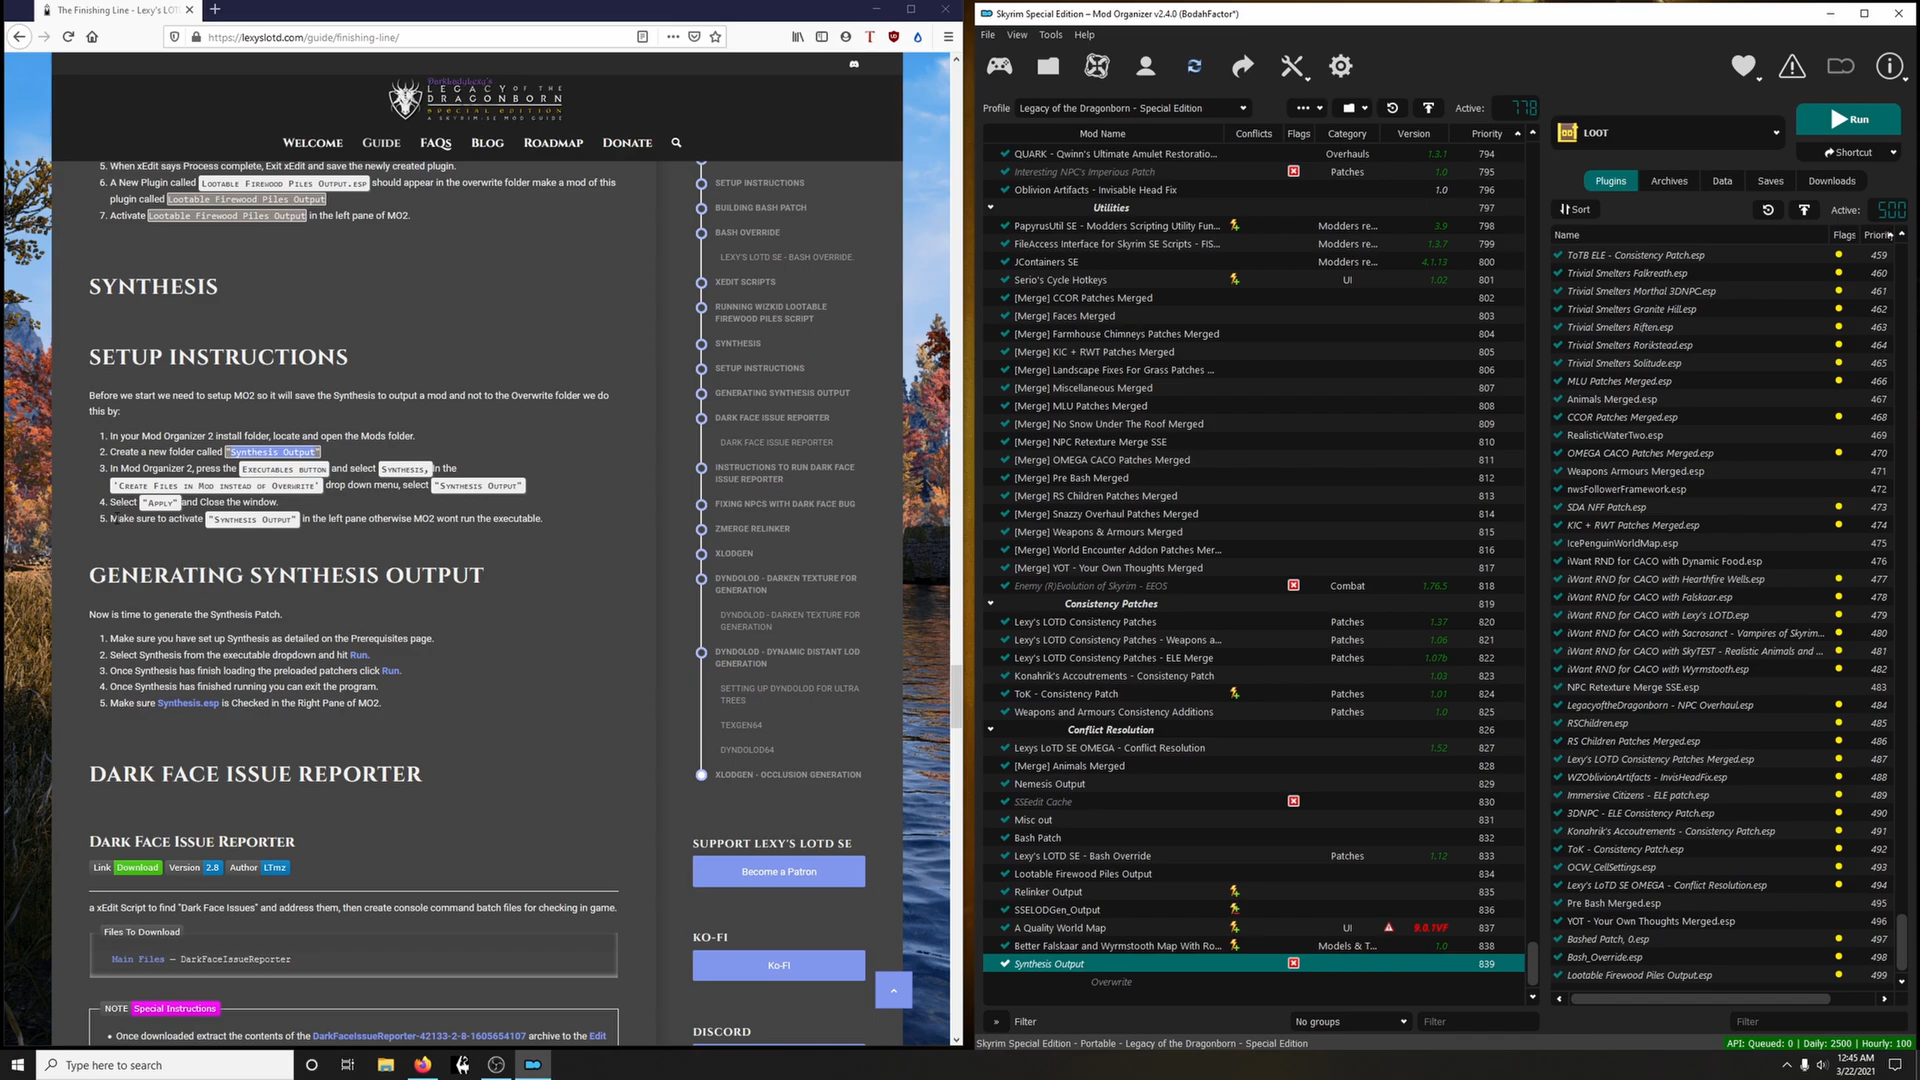 The Finishing Line - Lexy's LOT
https://lexyslotd.com/guide/finishing-line/
DarkLadyLexy's
LEGACY OF THE
DRAGONBORN
SPECIAL EDITION
A SKYRIM-SE MOD GUIDE
WELCOME GUIDE FAQS BLOG ROADMAP DONATE
5. When xEdit says Process complete, Exit xEdit and save the newly created plugin.
6. A New Plugin called LOOTABLE FIREWOOD PILES OUTPUT.ESP should appear in the overwrite folder make a mod of this
plugin called Lootable Firewood Piles Output
7. Activate Lootable Firewood Piles Output in the left pane of MO2.
SYNTHESIS
SETUP INSTRUCTIONS
Before we start we need to setup MO2 so it will save the Synthesis to output a mod and not to the Overwrite folder we do
this by:
1. In your Mod Organizer 2 install folder, locate and open the Mods folder.
2. Create a new folder called "Synthesis Output"
3. In Mod Organizer 2, press the EXECUTABLES BUTTON and select SYNTHESIS, in the
'CREATE FILES IN MOD INSTEAD OF OVERWRITE' drop down menu, select "SYNTHESIS OUTPUT"
4. Select "APPLY" and Close the window.
5. Make sure to activate "SYNTHESIS OUTPUT" in the left pane otherwise MO2 wont run the executable.
GENERATING SYNTHESIS OUTPUT
Now is time to generate the Synthesis Patch.
1. Make sure you have set up Synthesis as detailed on the Prerequisites page.
2. Select Synthesis from the executable dropdown and hit Run.
3. Once Synthesis has finish loading the preloaded patchers click Run.
4. Once Synthesis has finished running you can exit the program.
5. Make sure Synthesis.esp is Checked in the Right Pane of MO2.
DARK FACE ISSUE REPORTER
DARK FACE ISSUE REPORTER
Link Download Version 2.8 Author LTmz
a xEdit Script to find "Dark Face Issues" and address them, then create console command batch files for checking in game.
Files To Download
Main Files — DarkFaceIssueReporter
NOTE Special Instructions
• Once downloaded extract the contents of the DarkFaceIssueReporter-42133-2-8-1605654107 archive to the Edit
SETUP INSTRUCTIONS
BUILDING BASH PATCH
BASH OVERRIDE
LEXY'S LOTD SE - BASH OVERRIDE.
XEDIT SCRIPTS
RUNNING WIZKID LOOTABLE
FIREWOOD PILES SCRIPT
SYNTHESIS
SETUP INSTRUCTIONS
GENERATING SYNTHESIS OUTPUT
DARK FACE ISSUE REPORTER
DARK FACE ISSUE REPORTER
INSTRUCTIONS TO RUN DARK FACE
ISSUE REPORTER
FIXING NPCS WITH DARK FACE BUG
ZMERGE RELINKER
XLODGEN
DYNDOLOD - DARKEN TEXTURE FOR
GENERATION
DYNDOLOD - DARKEN TEXTURE FOR
GENERATION
DYNDOLOD - DYNAMIC DISTANT LOD
GENERATION
SETTING UP DYNDOLOD FOR ULTRA
TREES
TEXGEN64
DYNDOLOD64
XLODGEN - OCCLUSION GENERATION
SUPPORT LEXY'S LOTD SE
Become a Patron
KO-FI
Ko-FI
DISCORD
Skyrim Special Edition – Mod Organizer v2.4.0 (BodahFactor*)
File View Tools Help
Profile Legacy of the Dragonborn - Special Edition Active: 778
Mod Name Conflicts Flags Category Version Priority
QUARK - Qwinn's Ultimate Amulet Restoratio... Overhauls 1.3.1 794
Interesting NPC's Imperious Patch Patches 1.0 795
Oblivion Artifacts - Invisable Head Fix 1.0 796
Utilities 797
PapyrusUtil SE - Modders Scripting Utility Fun... Modders re... 3.9 798
FileAccess Interface for Skyrim SE Scripts - FIS... Modders re... 1.3.7 799
JContainers SE Modders re... 4.1.13 800
Serio's Cycle Hotkeys UI 1.02 801
[Merge] CCOR Patches Merged 802
[Merge] Faces Merged 803
[Merge] Farmhouse Chimneys Patches Merged 804
[Merge] KIC + RWT Patches Merged 805
[Merge] Landscape Fixes For Grass Patches ... 806
[Merge] Miscellaneous Merged 807
[Merge] MLU Patches Merged 808
[Merge] No Snow Under The Roof Merged 809
[Merge] NPC Retexture Merge SSE 810
[Merge] OMEGA CACO Patches Merged 811
[Merge] Pre Bash Merged 812
[Merge] RS Children Patches Merged 813
[Merge] Snazzy Overhaul Patches Merged 814
[Merge] Weapons & Armours Merged 815
[Merge] World Encounter Addon Patches Mer... 816
[Merge] YOT - Your Own Thoughts Merged 817
Enemy (R)Evolution of Skyrim - EEOS Combat 1.76.5 818
Consistency Patches 819
Lexy's LOTD Consistency Patches Patches 1.37 820
Lexy's LOTD Consistency Patches - Weapons a... Patches 1.06 821
Lexy's LOTD Consistency Patches - ELE Merge Patches 1.07b 822
Konahrik's Accoutrements - Consistency Patch Patches 1.03 823
ToK - Consistency Patch Patches 1.01 824
Weapons and Armours Consistency Additions Patches 1.0 825
Conflict Resolution 826
Lexys LoTD SE OMEGA - Conflict Resolution 1.52 827
[Merge] Animals Merged 828
Nemesis Output 829
SSEedit Cache 830
Misc out 831
Bash Patch 832
Lexy's LOTD SE - Bash Override Patches 1.12 833
Lootable Firewood Piles Output 834
Relinker Output 835
SSELODGen_Output 836
A Quality World Map UI 9.0.1VF 837
Better Falskaar and Wyrmstooth Map With Ro... Models & T... 1.0 838
Synthesis Output 839
Overwrite
» Filter No groups Filter
LOOT
Run
Shortcut
Plugins Archives Data Saves Downloads
Sort Active: 500
Name Flags Priority
ToTB ELE - Consistency Patch.esp 459
Trivial Smelters Falkreath.esp 460
Trivial Smelters Morthal 3DNPC.esp 461
Trivial Smelters Granite Hill.esp 462
Trivial Smelters Riften.esp 463
Trivial Smelters Rorikstead.esp 464
Trivial Smelters Solitude.esp 465
MLU Patches Merged.esp 466
Animals Merged.esp 467
CCOR Patches Merged.esp 468
RealisticWaterTwo.esp 469
OMEGA CACO Patches Merged.esp 470
Weapons Armours Merged.esp 471
nwsFollowerFramework.esp 472
SDA NFF Patch.esp 473
KIC + RWT Patches Merged.esp 474
IcePenguinWorldMap.esp 475
iWant RND for CACO with Dynamic Food.esp 476
iWant RND for CACO with Hearthfire Wells.esp 477
iWant RND for CACO with Falskaar.esp 478
iWant RND for CACO with Lexy's LOTD.esp 479
iWant RND for CACO with Sacrosanct - Vampires of Skyrim... 480
iWant RND for CACO with SkyTEST - Realistic Animals and ... 481
iWant RND for CACO with Wyrmstooth.esp 482
NPC Retexture Merge SSE.esp 483
LegacyoftheDragonborn - NPC Overhaul.esp 484
RSChildren.esp 485
RS Children Patches Merged.esp 486
Lexy's LOTD Consistency Patches Merged.esp 487
WZOblivionArtifacts - InvisHeadFix.esp 488
Immersive Citizens - ELE patch.esp 489
3DNPC - ELE Consistency Patch.esp 490
Konahrik's Accoutrements - Consistency Patch.esp 491
ToK - Consistency Patch.esp 492
OCW_CellSettings.esp 493
Lexy's LoTD SE OMEGA - Conflict Resolution.esp 494
Pre Bash Merged.esp 495
YOT - Your Own Thoughts Merged.esp 496
Bashed Patch, 0.esp 497
Bash_Override.esp 498
Lootable Firewood Piles Output.esp 499
Filter
Skyrim Special Edition - Portable - Legacy of the Dragonborn - Special Edition
API: Queued: 0 | Daily: 2500 | Hourly: 100
Type here to search
12:45 AM
3/22/2021